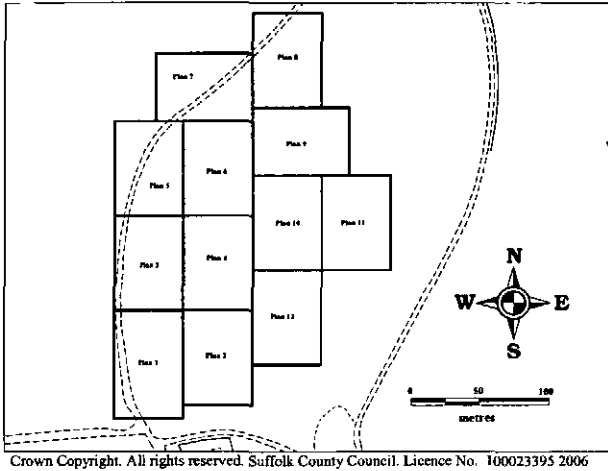 Plan 8
Plan 7
Plan 9
Plan 5
Plan 6
Plan 10
Plan 11
Plan 3
Plan 4
Plan 12
Plan 1
Plan 2
N
W E
S
0 50 100
metres
Crown Copyright. All rights reserved. Suffolk County Council. Licence No. 100023395 2006